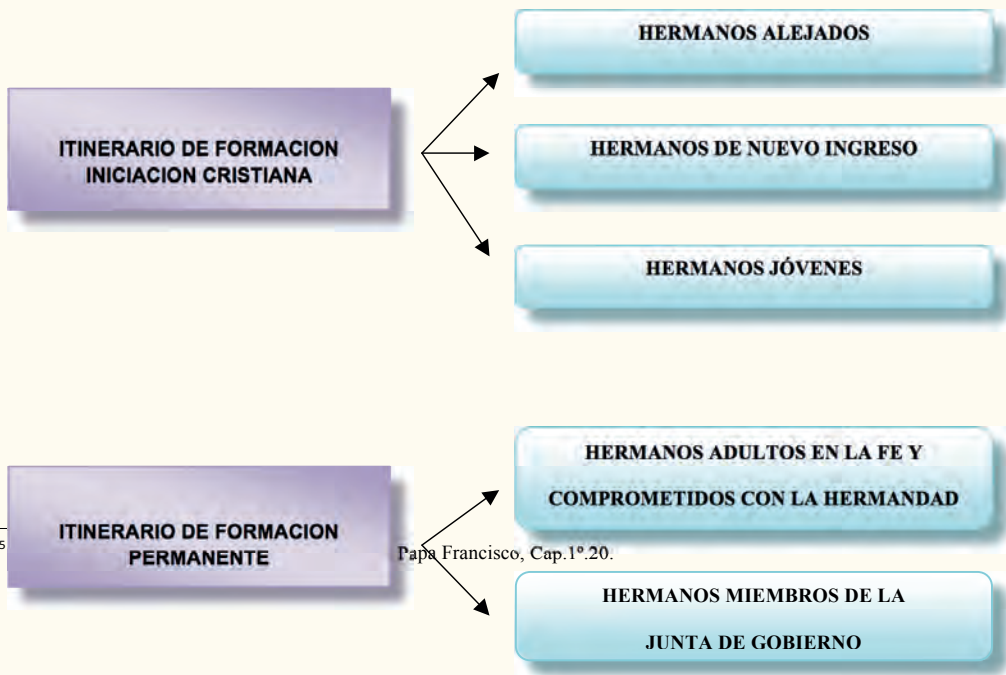 HERMANOS ALEJADOS
ITINERARIO DE FORMACION
INICIACION CRISTIANA
HERMANOS DE NUEVO INGRESO
HERMANOS JÓVENES
HERMANOS ADULTOS EN LA FE Y
COMPROMETIDOS CON LA HERMANDAD
ITINERARIO DE FORMACION
PERMANENTE
5
Papa Francisco, Cap.1º.20.
HERMANOS MIEMBROS DE LA
JUNTA DE GOBIERNO